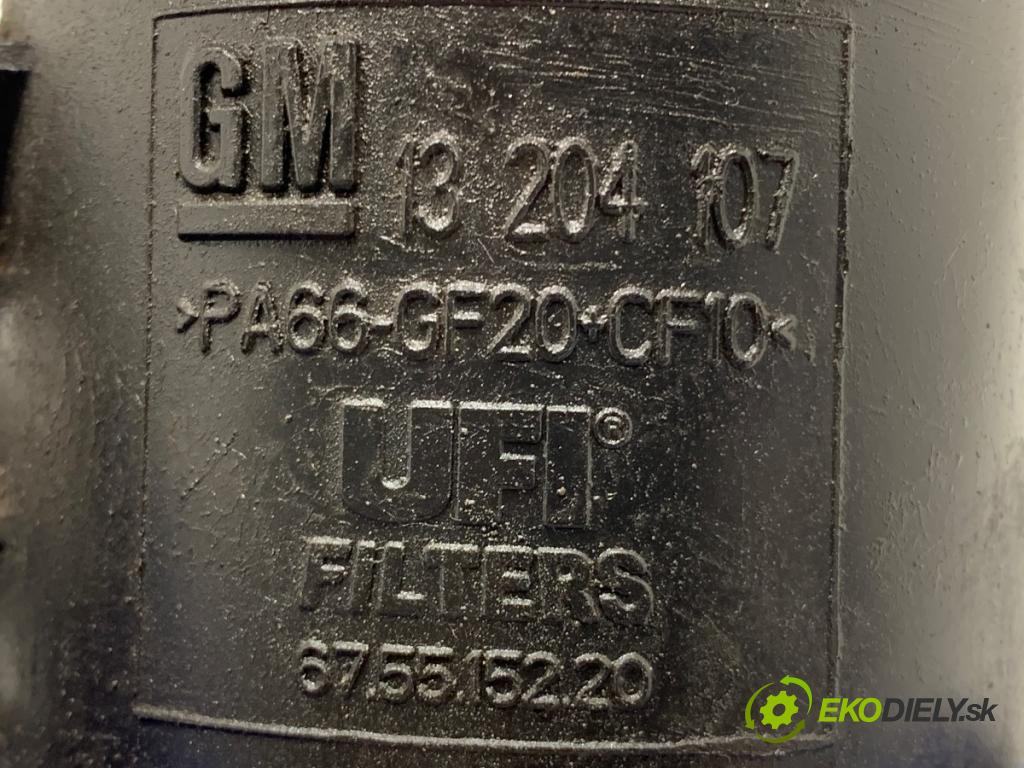 GM 13 204 107
>PA66-GF20+CF10<
UFI®
FILTERS
67.55.152.20
EKODIELY.sk